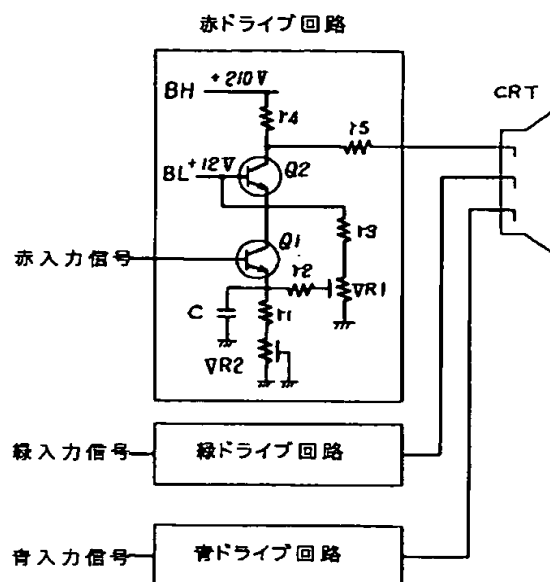 赤ドライブ回路
BH +210V
r4
CRT
r5
BL +12V
Q2
r3
Q1
赤入力信号
r2
VR1
C
r1
VR2
緑入力信号
緑ドライブ回路
青入力信号
青ドライブ回路